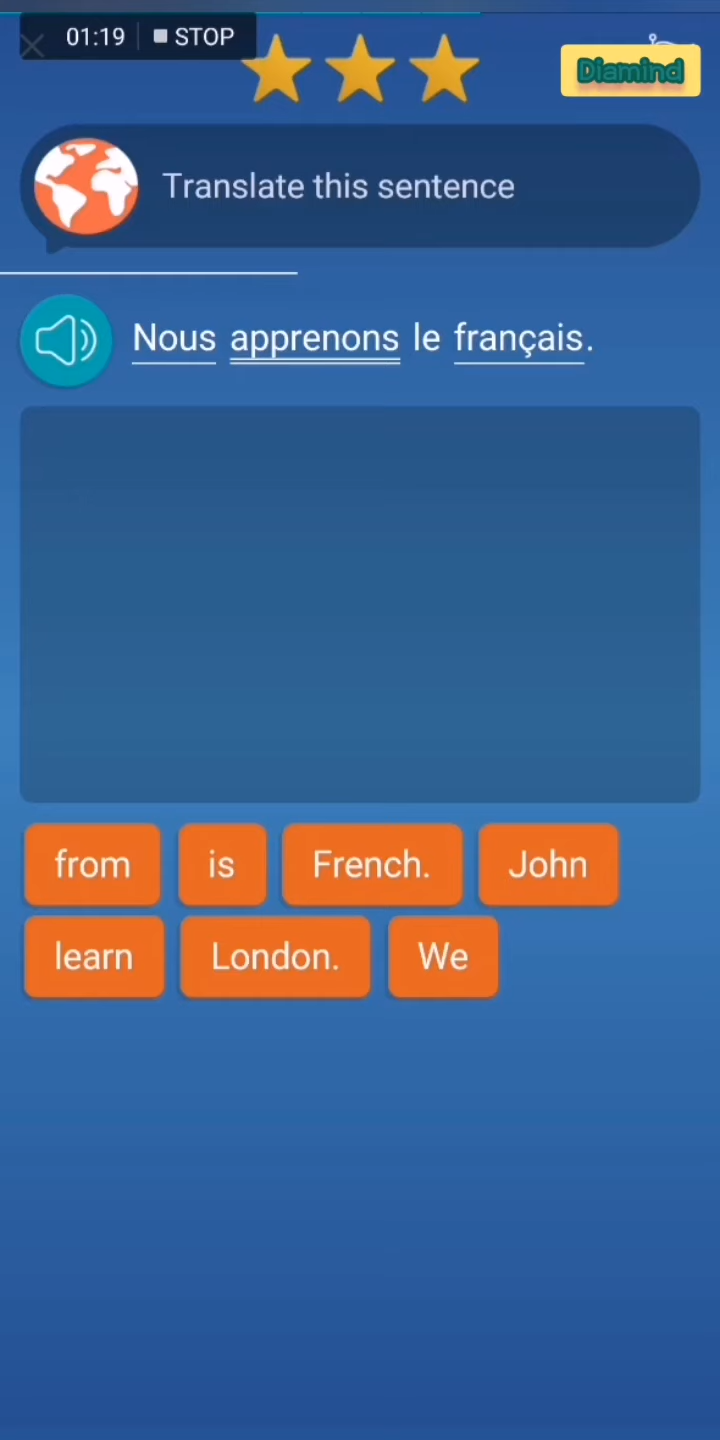 01:19 STOP
Diamind
Translate this sentence
Nous apprenons le français.
from is French. John
learn London. We